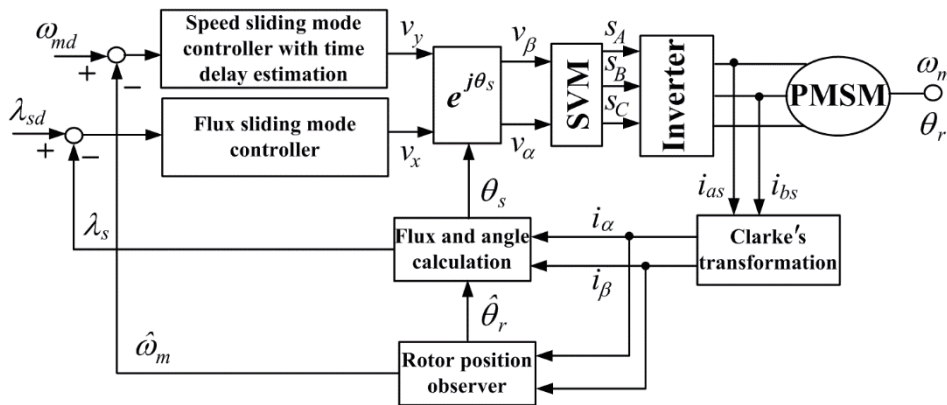 ω_md
+
−
Speed sliding mode
controller with time
delay estimation
v_y
λ_sd
+
−
Flux sliding mode
controller
v_x
e^{jθ_s}
v_β
v_α
SVM
s_A
s_B
s_C
Inverter
PMSM
ω_n
θ_r
i_as
i_bs
θ_s
λ_s
Flux and angle
calculation
i_α
i_β
Clarke's
transformation
θ̂_r
ω̂_m
Rotor position
observer